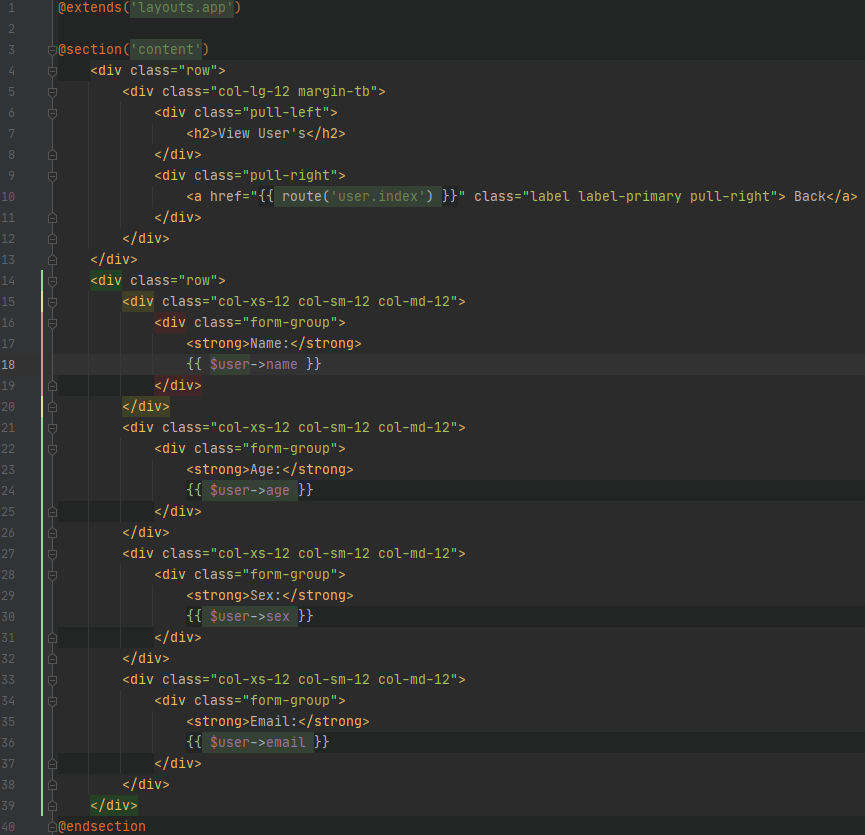 1 @extends('layouts.app')
2
3 @section('content')
4 <div class="row">
5 <div class="col-lg-12 margin-tb">
6 <div class="pull-left">
7 <h2>View User's</h2>
8 </div>
9 <div class="pull-right">
10 <a href="{{ route('user.index') }}" class="label label-primary pull-right"> Back</a>
11 </div>
12 </div>
13 </div>
14 <div class="row">
15 <div class="col-xs-12 col-sm-12 col-md-12">
16 <div class="form-group">
17 <strong>Name:</strong>
18 {{ $user->name }}
19 </div>
20 </div>
21 <div class="col-xs-12 col-sm-12 col-md-12">
22 <div class="form-group">
23 <strong>Age:</strong>
24 {{ $user->age }}
25 </div>
26 </div>
27 <div class="col-xs-12 col-sm-12 col-md-12">
28 <div class="form-group">
29 <strong>Sex:</strong>
30 {{ $user->sex }}
31 </div>
32 </div>
33 <div class="col-xs-12 col-sm-12 col-md-12">
34 <div class="form-group">
35 <strong>Email:</strong>
36 {{ $user->email }}
37 </div>
38 </div>
39 </div>
40 @endsection